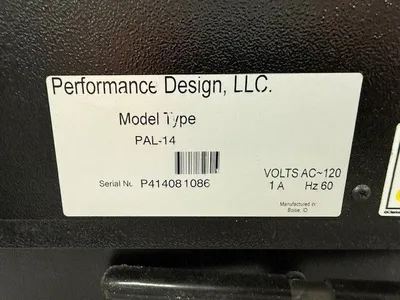 Performance Design, LLC.
Model Type
PAL-14
Serial No. P414081086
VOLTS AC~120
1 A Hz 60
Manufactured in:
Boise, ID